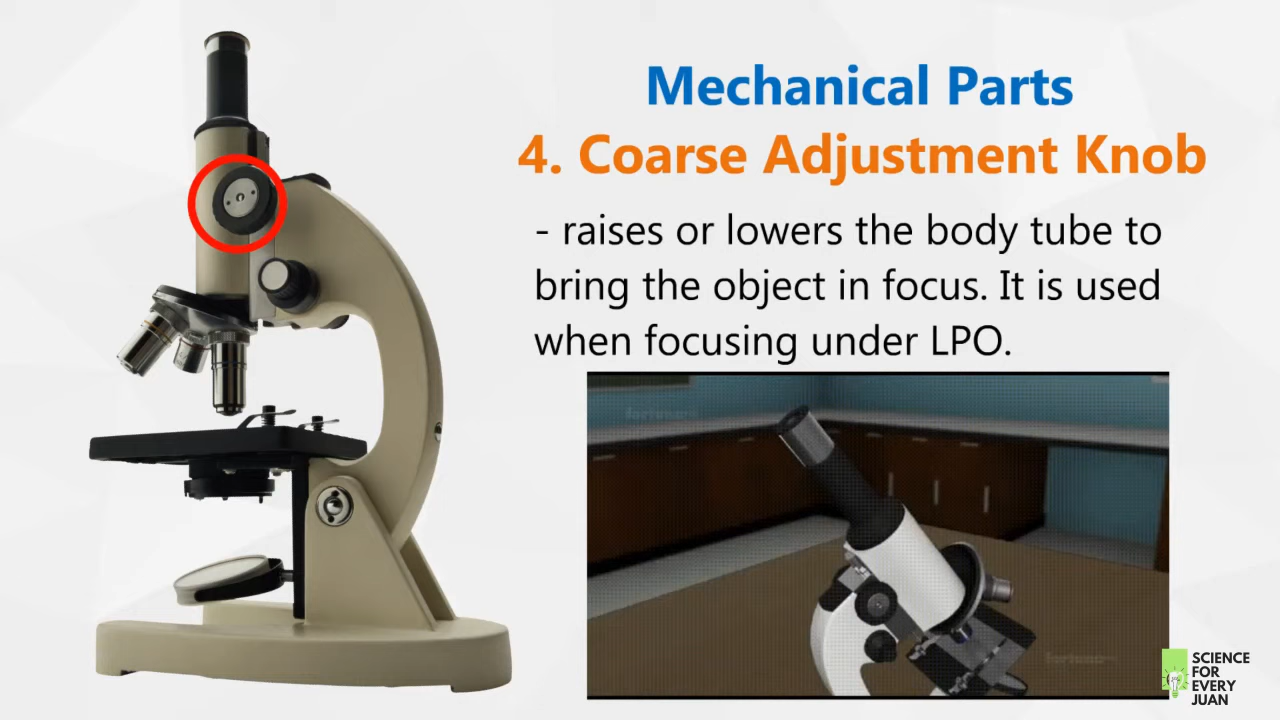 Mechanical Parts
4. Coarse Adjustment Knob
- raises or lowers the body tube to
bring the object in focus. It is used
when focusing under LPO.
SCIENCE
FOR
EVERY
JUAN